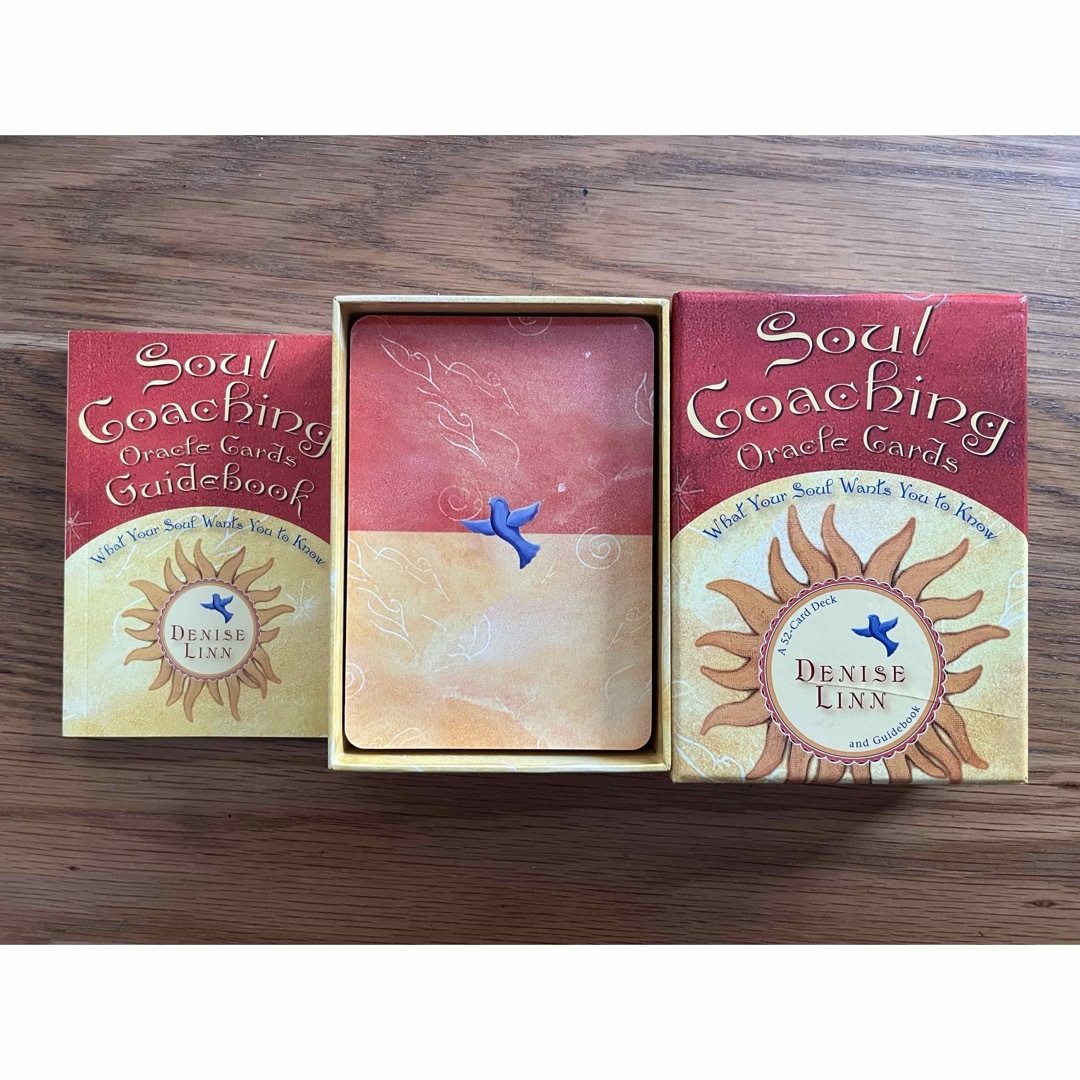 Soul
Coaching
Oracle Cards
Guidebook
What Your Soul Wants You to Know
DENISE
LINN
Soul
Coaching
Oracle Cards
What Your Soul Wants You to Know
A 52-Card Deck
DENISE
LINN
and Guidebook